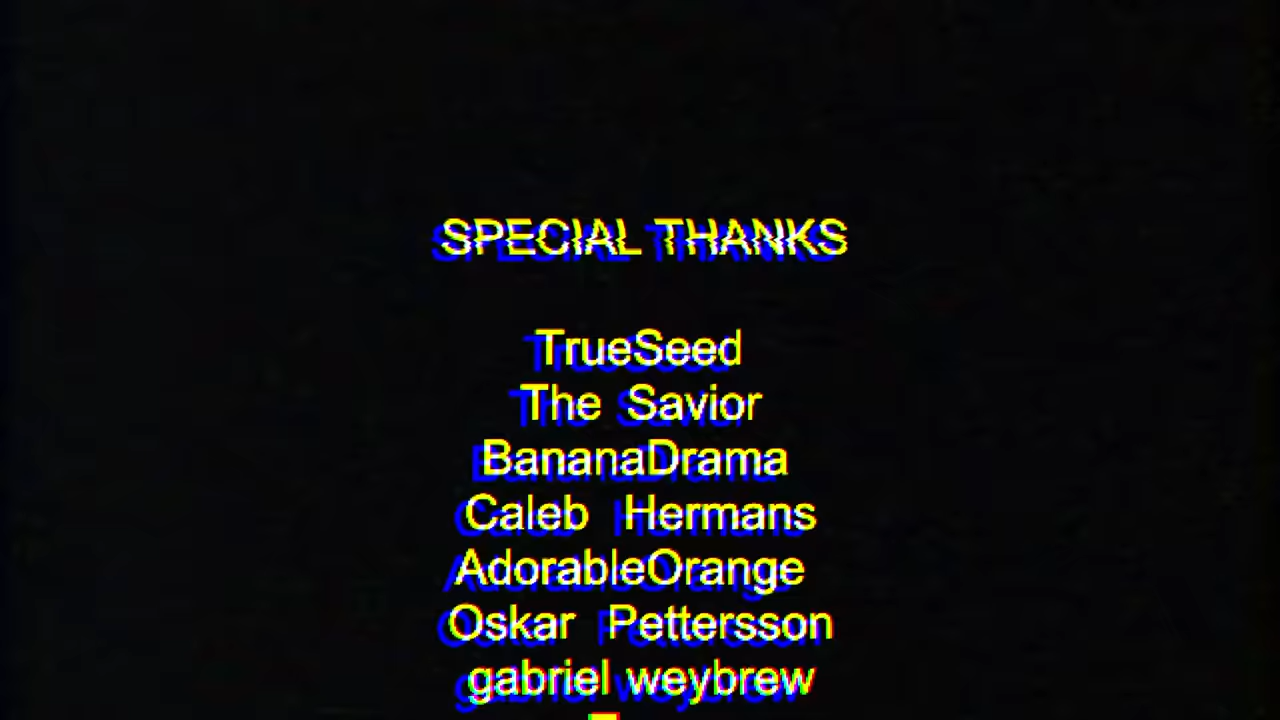 SPECIAL THANKS
TrueSeed
The Savior
BananaDrama
Caleb Hermans
AdorableOrange
Oskar Pettersson
gabriel weybrew